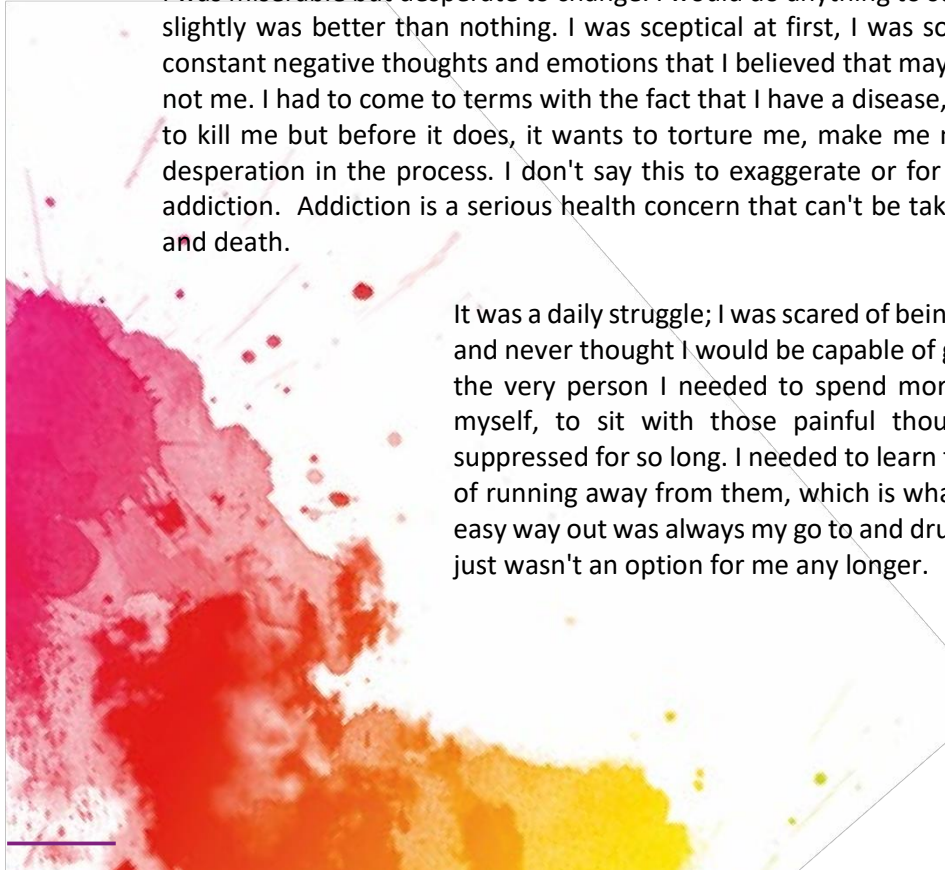 slightly was better than nothing. I was sceptical at first, I was so
constant negative thoughts and emotions that I believed that may
not me. I had to come to terms with the fact that I have a disease,
to kill me but before it does, it wants to torture me, make me
desperation in the process. I don't say this to exaggerate or for
addiction. Addiction is a serious health concern that can't be tak
and death.
It was a daily struggle; I was scared of bein
and never thought I would be capable of
the very person I needed to spend mor
myself, to sit with those painful thou
suppressed for so long. I needed to learn
of running away from them, which is wha
easy way out was always my go to and dru
just wasn't an option for me any longer.